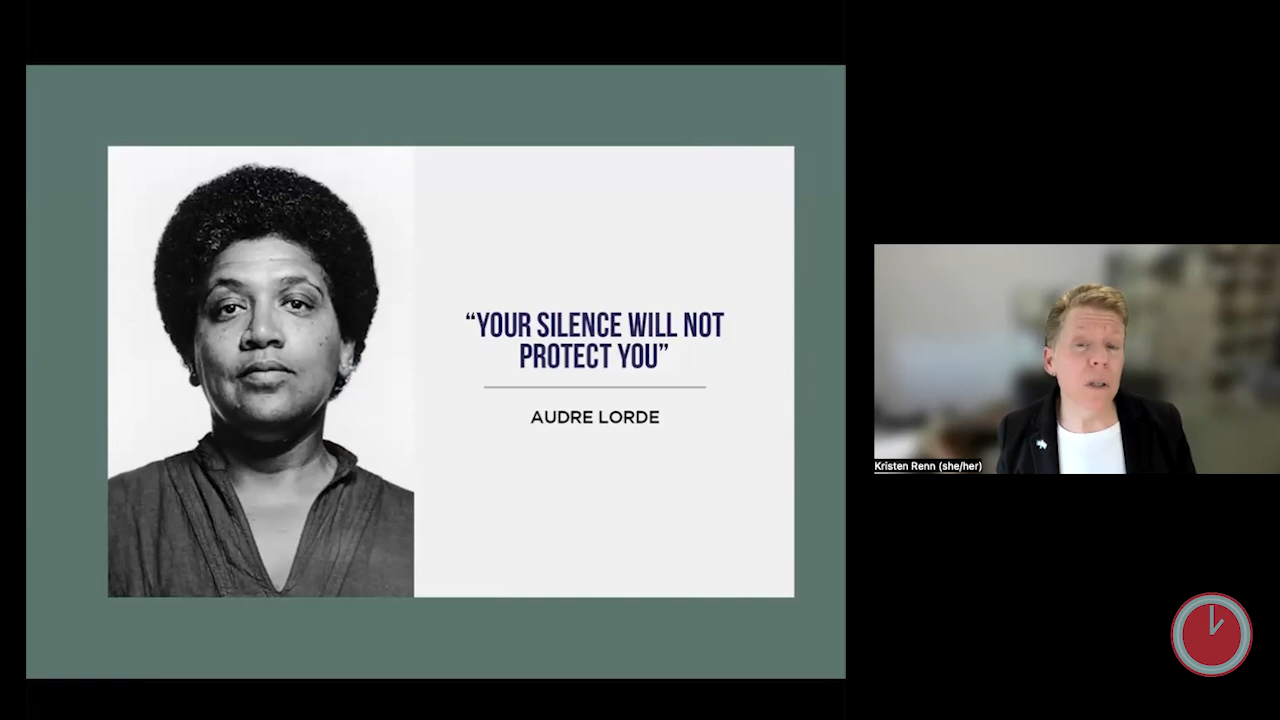 “YOUR SILENCE WILL NOT
PROTECT YOU”
AUDRE LORDE
Kristen Renn (she/her)